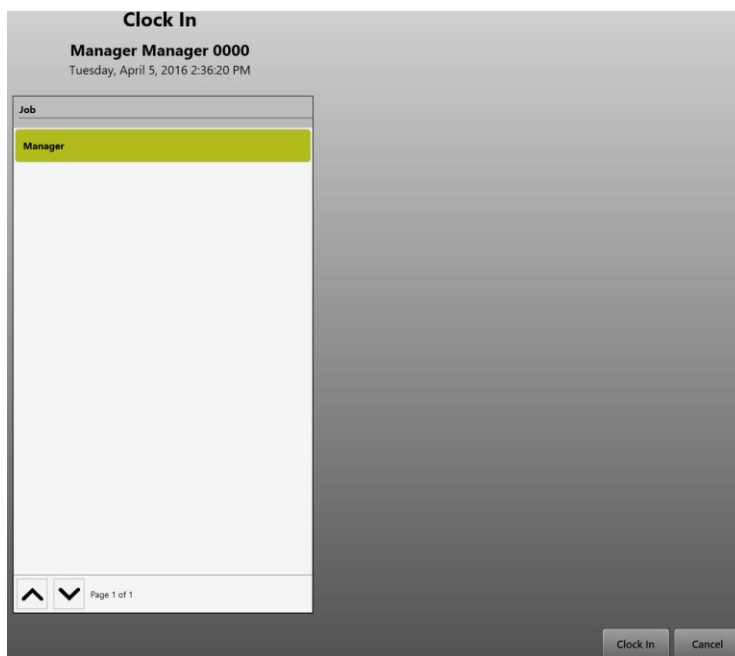 Clock In
Manager Manager 0000
Tuesday, April 5, 2016 2:36:20 PM
Job
Manager
Page 1 of 1
Clock In
Cancel